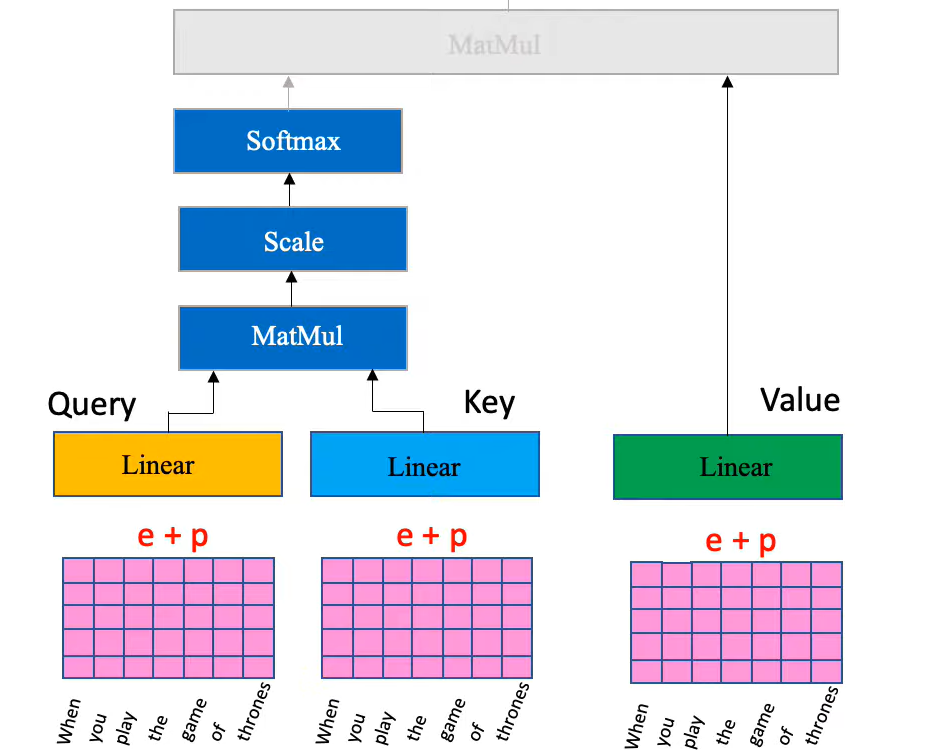 MatMul
Softmax
Scale
MatMul
Query
Key
Value
Linear
Linear
Linear
e + p
e + p
e + p
When you play the game of thrones
When you play the game of thrones
When you play the game of thrones